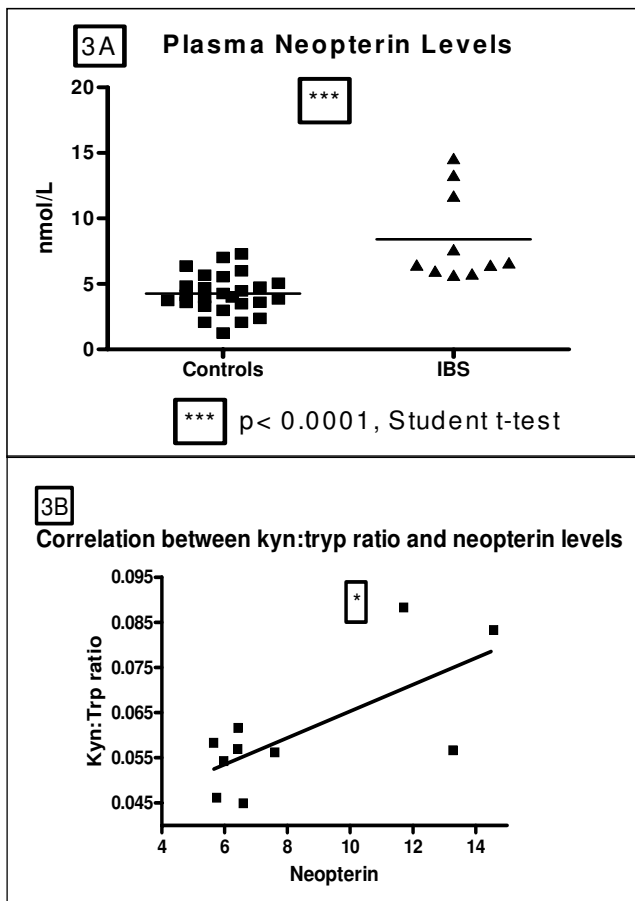 3A Plasma Neopterin Levels
***
20
15
10
5
0
nmol/L
Controls IBS
*** p< 0.0001, Student t-test
3B
Correlation between kyn:tryp ratio and neopterin levels
*
0.095
0.085
0.075
0.065
0.055
0.045
Kyn:Trp ratio
4 6 8 10 12 14
Neopterin